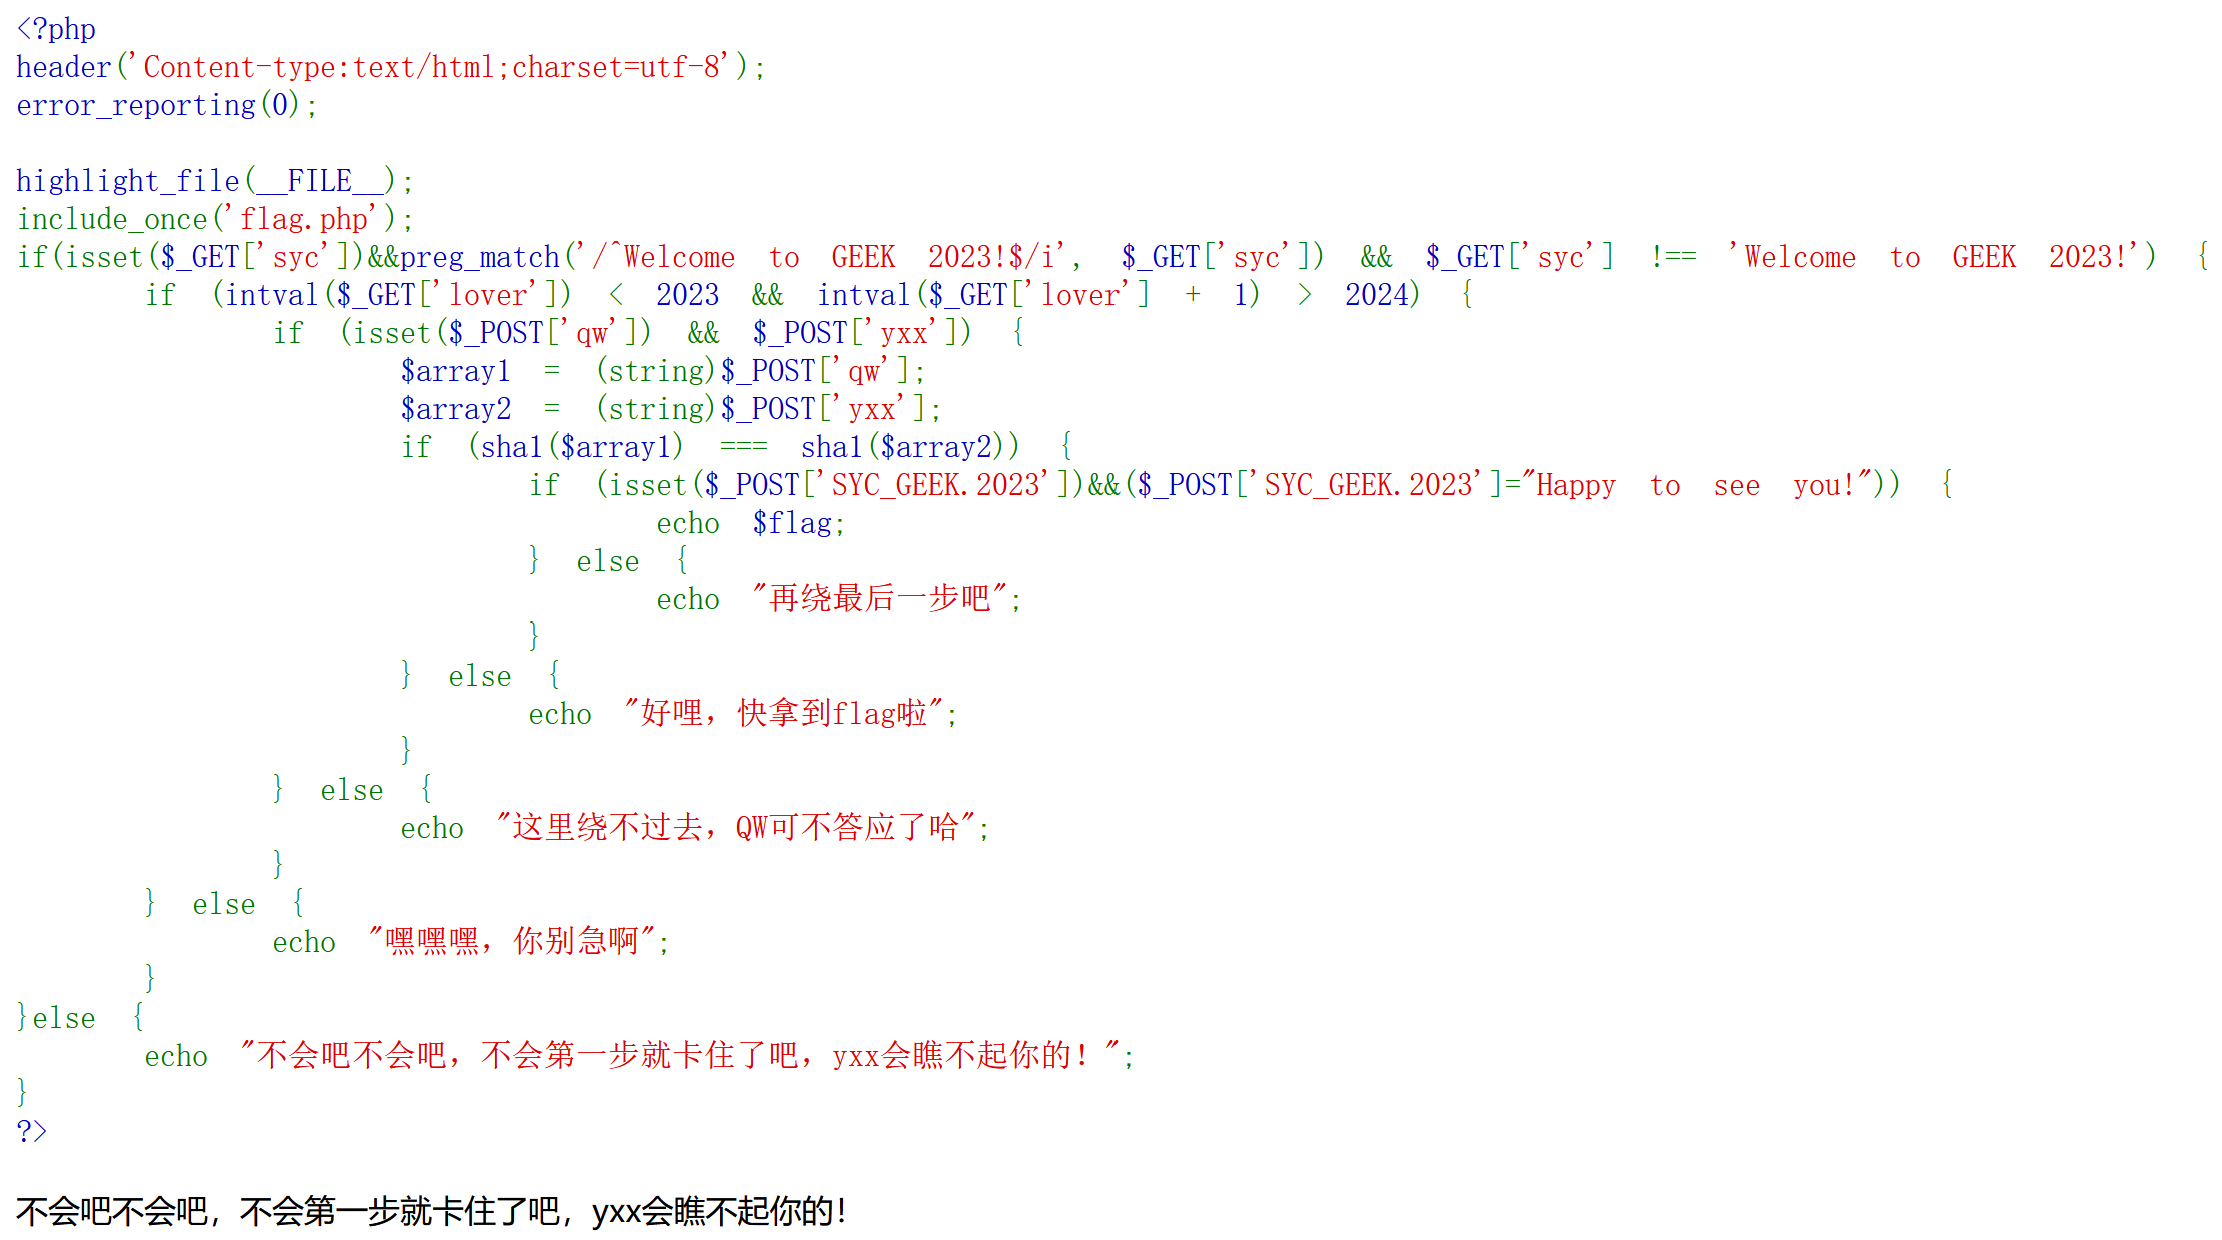 <?php
header('Content-type:text/html;charset=utf-8');
error_reporting(0);

highlight_file(__FILE__);
include_once('flag.php');
if(isset($_GET['syc'])&&preg_match('/^Welcome to GEEK 2023!$/i', $_GET['syc']) && $_GET['syc'] !== 'Welcome to GEEK 2023!') {
    if (intval($_GET['lover']) < 2023 && intval($_GET['lover'] + 1) > 2024) {
        if (isset($_POST['qw']) && $_POST['yxx']) {
            $array1 = (string)$_POST['qw'];
            $array2 = (string)$_POST['yxx'];
            if (sha1($array1) === sha1($array2)) {
                if (isset($_POST['SYC_GEEK.2023'])&&($_POST['SYC_GEEK.2023']="Happy to see you!")) {
                    echo $flag;
                } else {
                    echo "再绕最后一步吧";
                }
            } else {
                echo "好哩，快拿到flag啦";
            }
        } else {
            echo "这里绕不过去，QW可不答应了哈";
        }
    } else {
        echo "嘿嘿嘿，你别急啊";
    }
}else {
    echo "不会吧不会吧，不会第一步就卡住了吧，yxx会瞧不起你的！";
}
?>

不会吧不会吧，不会第一步就卡住了吧，yxx会瞧不起你的！